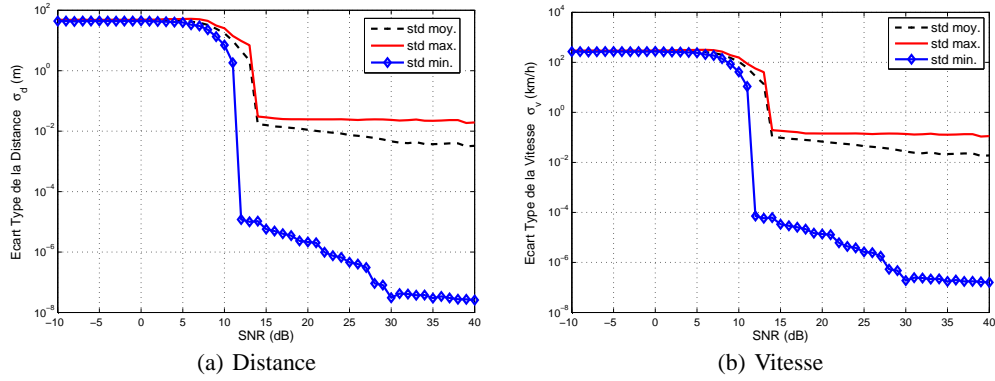 10^2
10^0
10^-2
10^-4
10^-6
10^-8
Ecart Type de la Distance σ_d (m)
−10 −5 0 5 10 15 20 25 30 35 40
SNR (dB)
std moy.
std max.
std min.
(a) Distance
10^4
10^2
10^0
10^-2
10^-4
10^-6
10^-8
Ecart Type de la Vitesse σ_v (km/h)
−10 −5 0 5 10 15 20 25 30 35 40
SNR (dB)
std moy.
std max.
std min.
(b) Vitesse